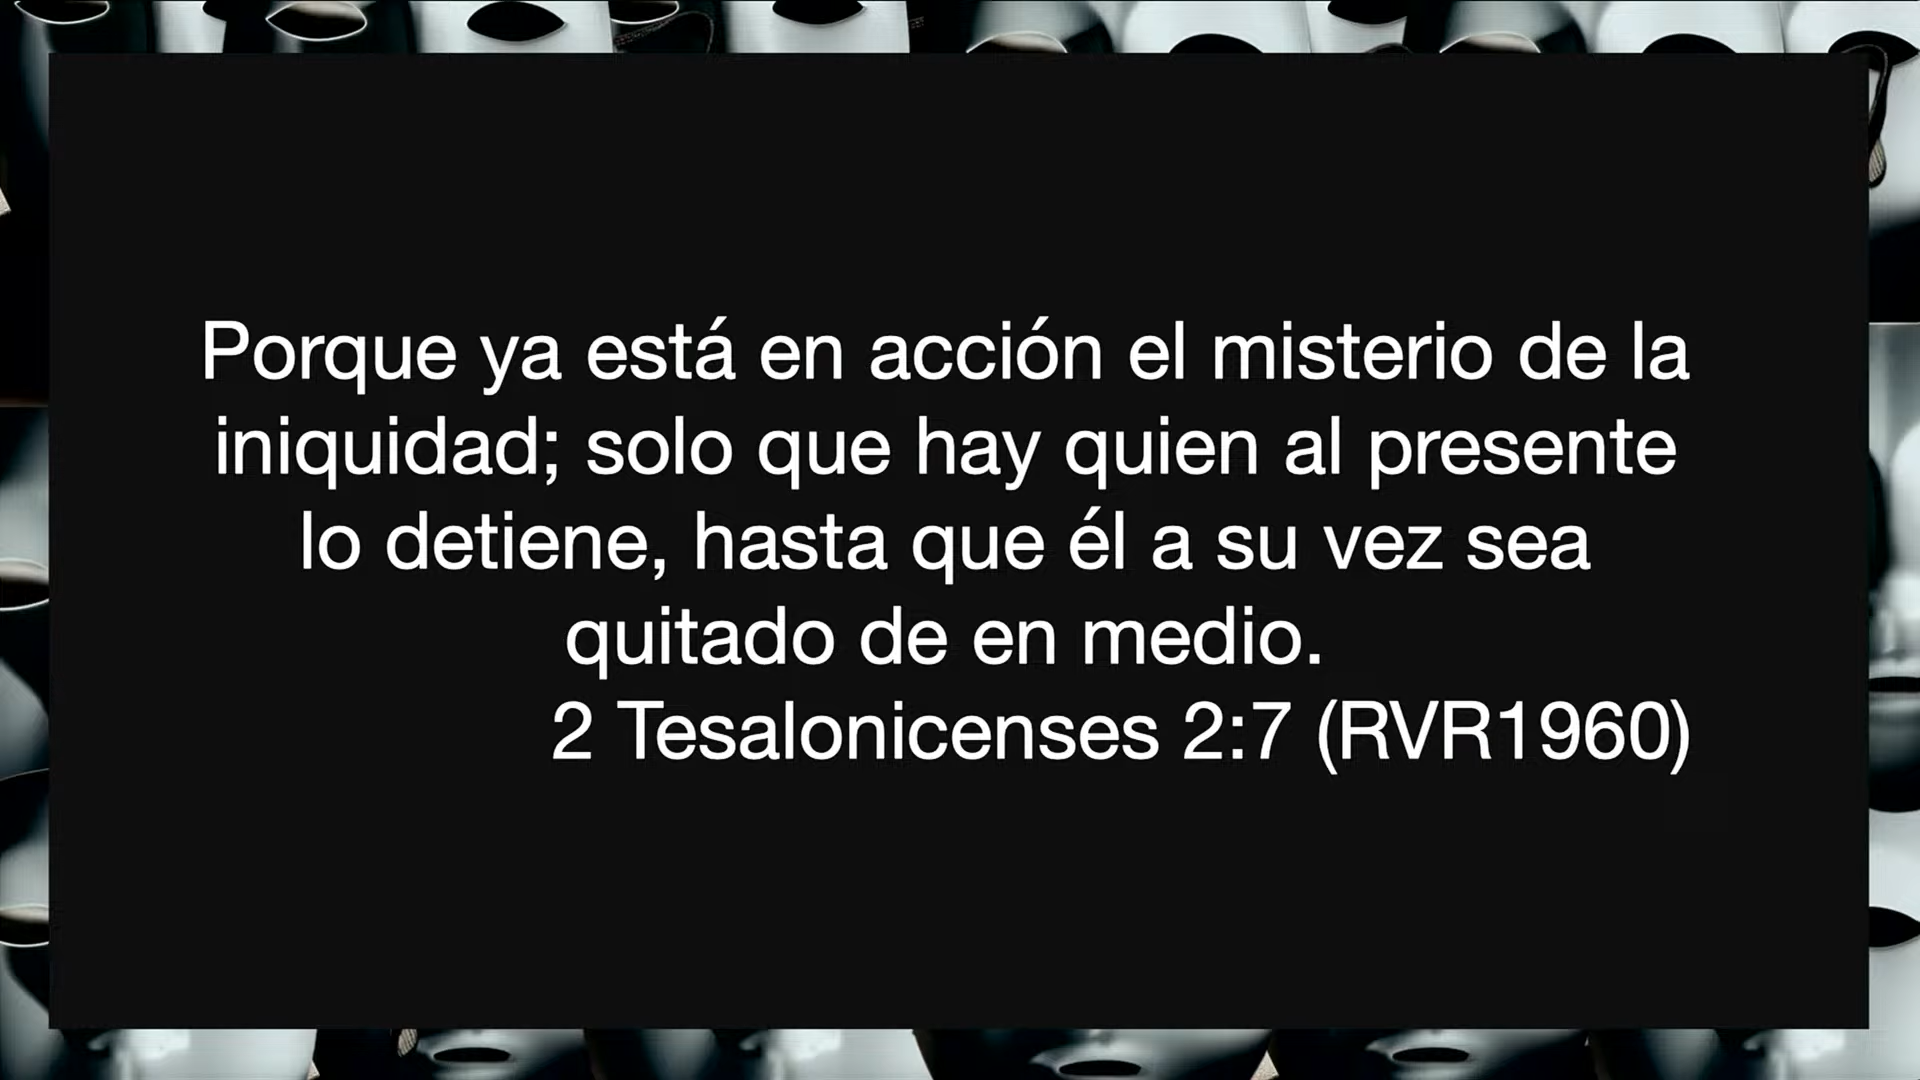 Porque ya está en acción el misterio de la
iniquidad; solo que hay quien al presente
lo detiene, hasta que él a su vez sea
quitado de en medio.
2 Tesalonicenses 2:7 (RVR1960)